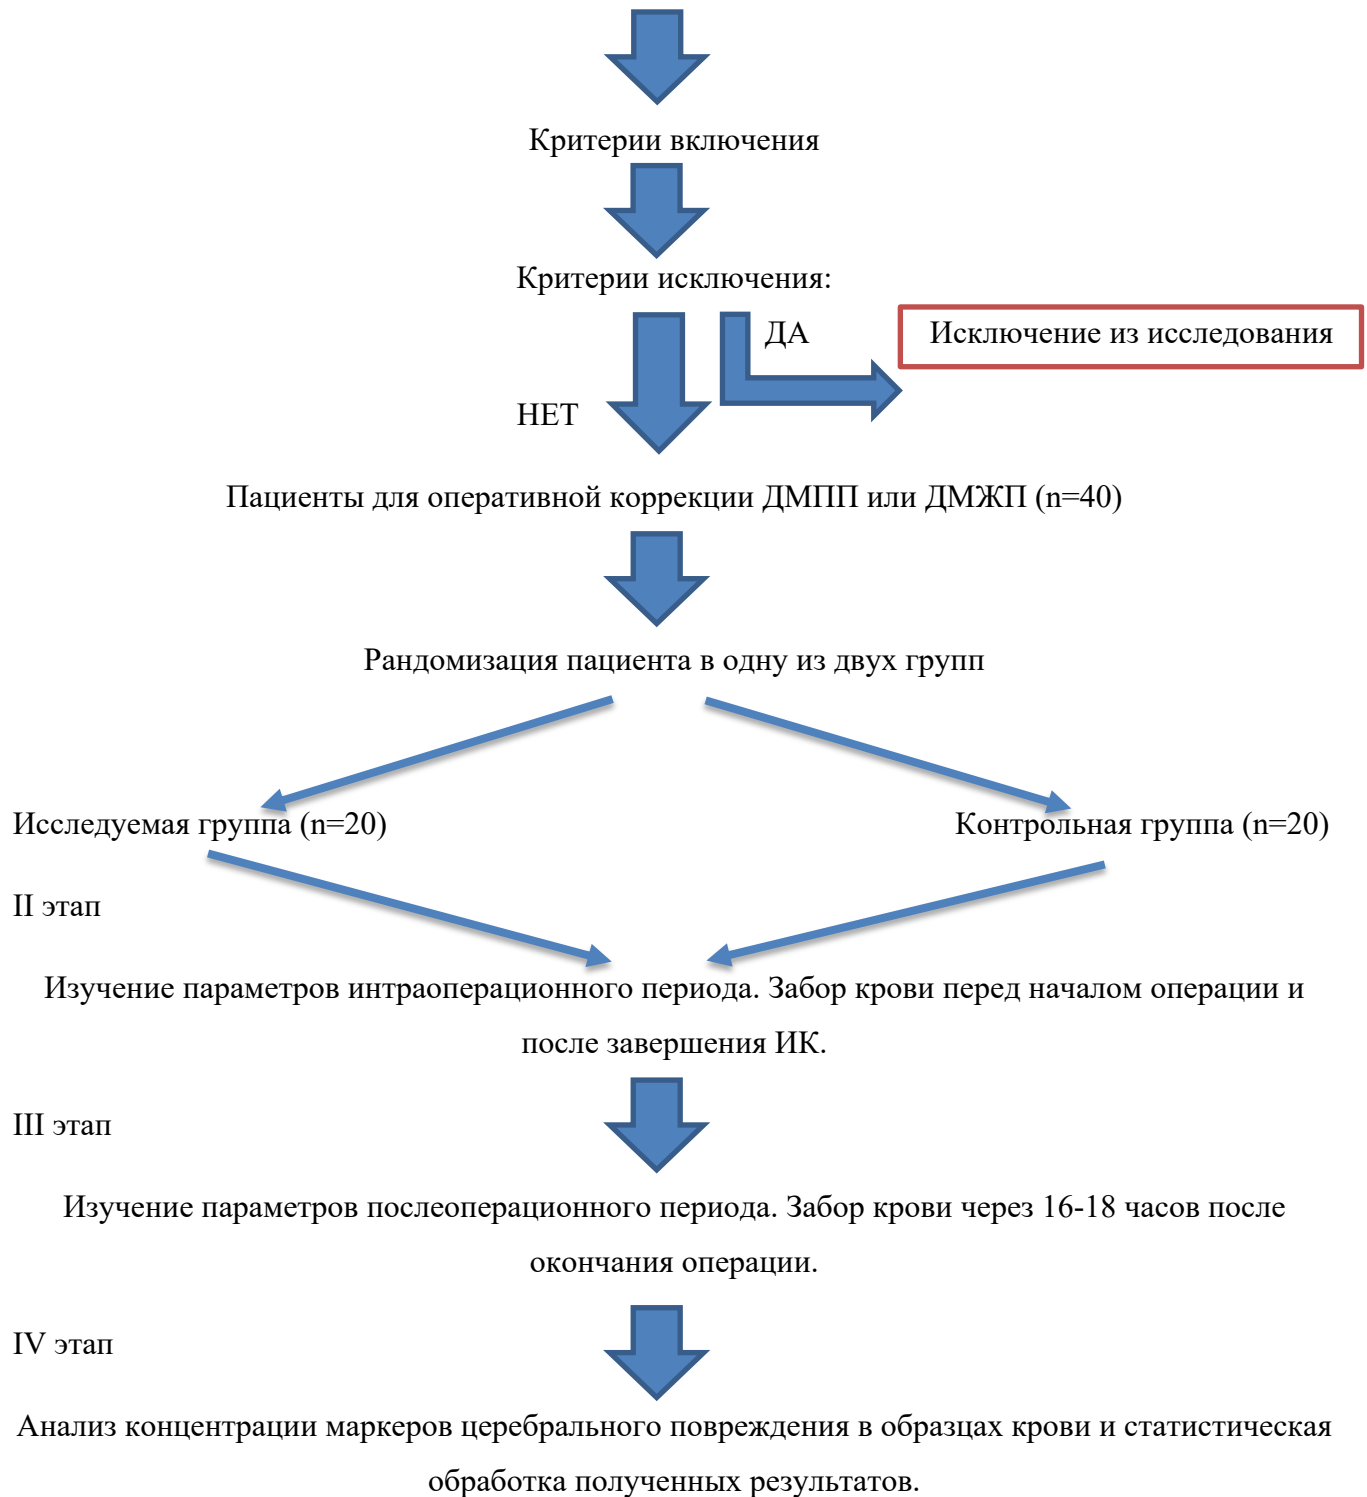 Критерии включения
Критерии исключения:
ДА
Исключение из исследования
НЕТ
Пациенты для оперативной коррекции ДМПП или ДМЖП (n=40)
Рандомизация пациента в одну из двух групп
Исследуемая группа (n=20)
Контрольная группа (n=20)
II этап
Изучение параметров интраоперационного периода. Забор крови перед началом операции и
после завершения ИК.
III этап
Изучение параметров послеоперационного периода. Забор крови через 16-18 часов после
окончания операции.
IV этап
Анализ концентрации маркеров церебрального повреждения в образцах крови и статистическая
обработка полученных результатов.